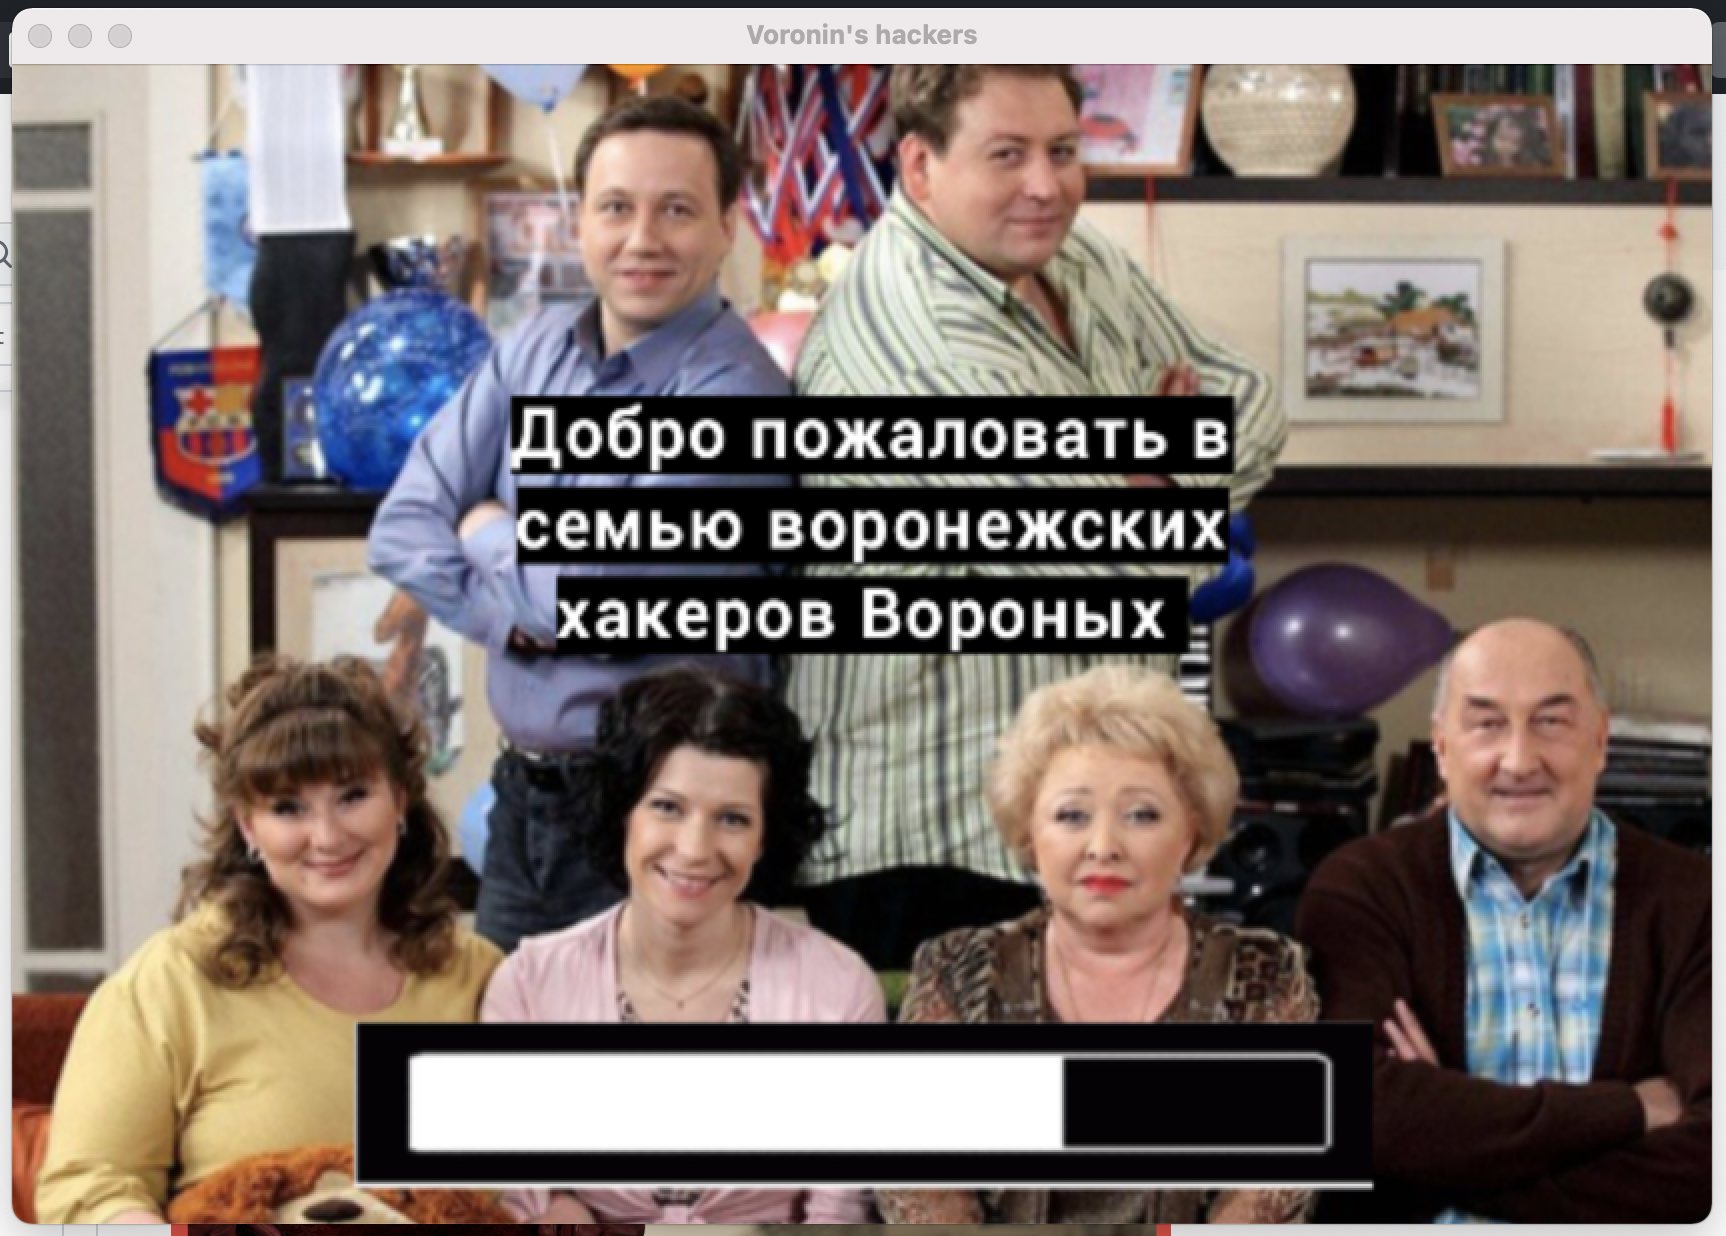 Voronin's hackers
Добро пожаловать в
семью воронежских
хакеров Вороных